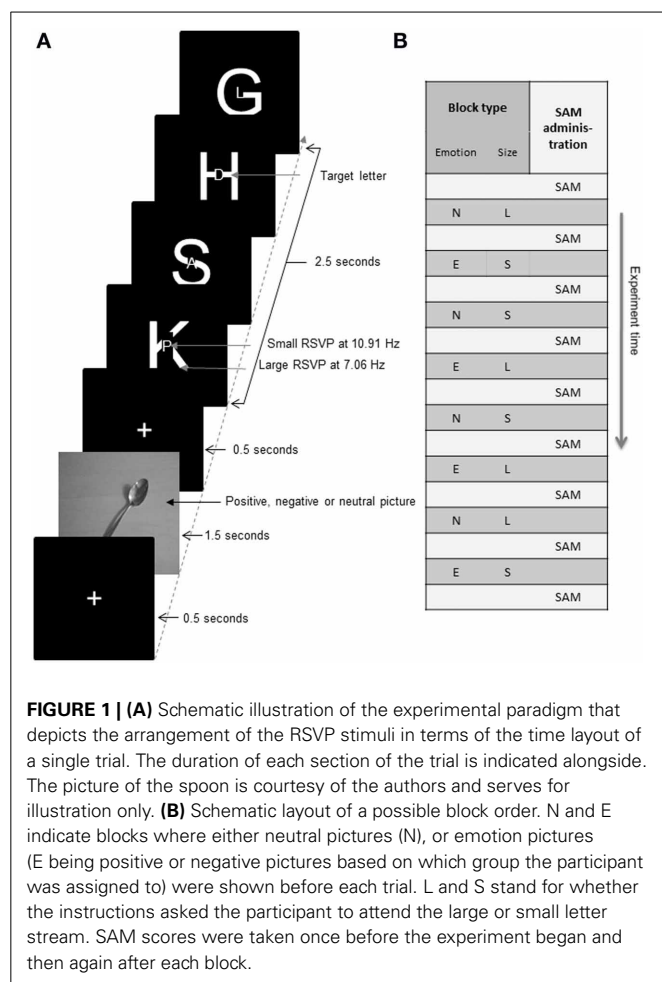 A
B
G
L
H
D
Target letter
S
A
2.5 seconds
K
P
Small RSVP at 10.91 Hz
Large RSVP at 7.06 Hz
+
0.5 seconds
Positive, negative or neutral picture
1.5 seconds
+
0.5 seconds
Block type
SAM
adminis-
tration
Emotion Size
SAM
N L
SAM
E S
SAM
N S
SAM
E L
SAM
N S
SAM
E L
SAM
N L
SAM
E S
SAM
Experiment time
FIGURE 1 | (A) Schematic illustration of the experimental paradigm that
depicts the arrangement of the RSVP stimuli in terms of the time layout of
a single trial. The duration of each section of the trial is indicated alongside.
The picture of the spoon is courtesy of the authors and serves for
illustration only. (B) Schematic layout of a possible block order. N and E
indicate blocks where either neutral pictures (N), or emotion pictures
(E being positive or negative pictures based on which group the participant
was assigned to) were shown before each trial. L and S stand for whether
the instructions asked the participant to attend the large or small letter
stream. SAM scores were taken once before the experiment began and
then again after each block.